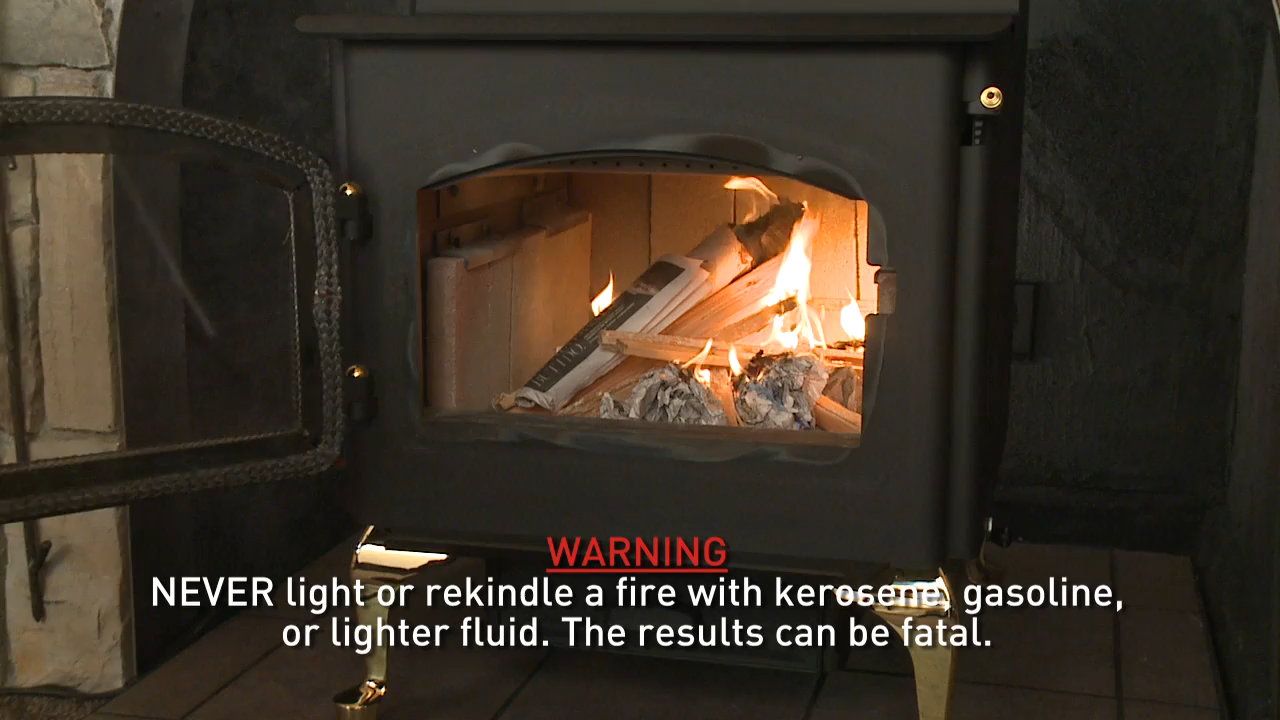 WARNING
NEVER light or rekindle a fire with kerosene, gasoline,
or lighter fluid. The results can be fatal.